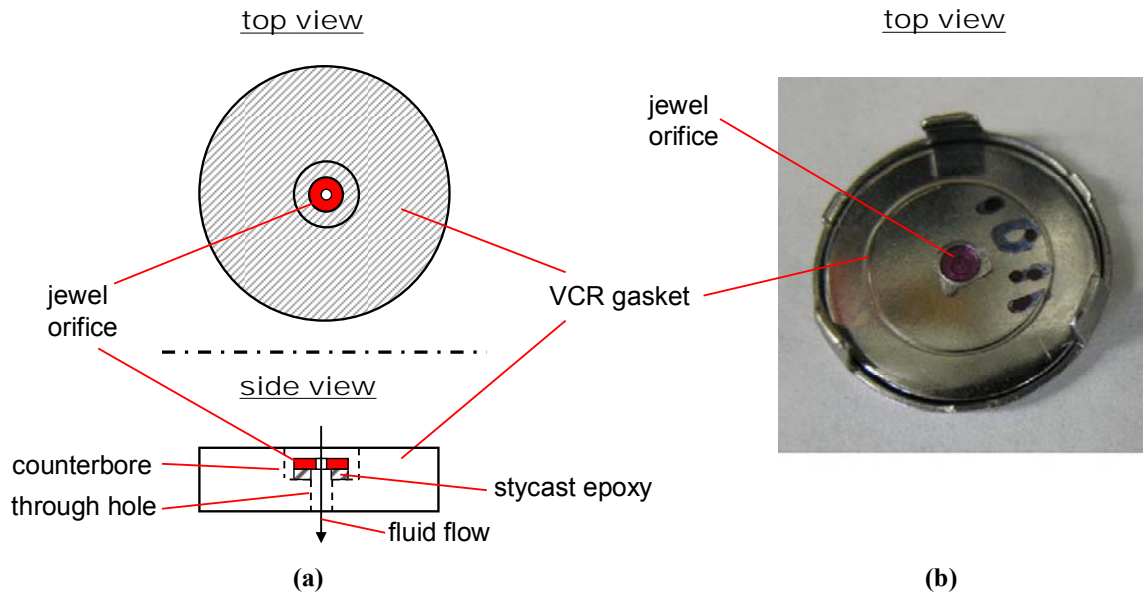 top view
jewel
orifice
side view
counterbore
through hole
fluid flow
stycast epoxy
VCR gasket
(a)
top view
jewel
orifice
(b)